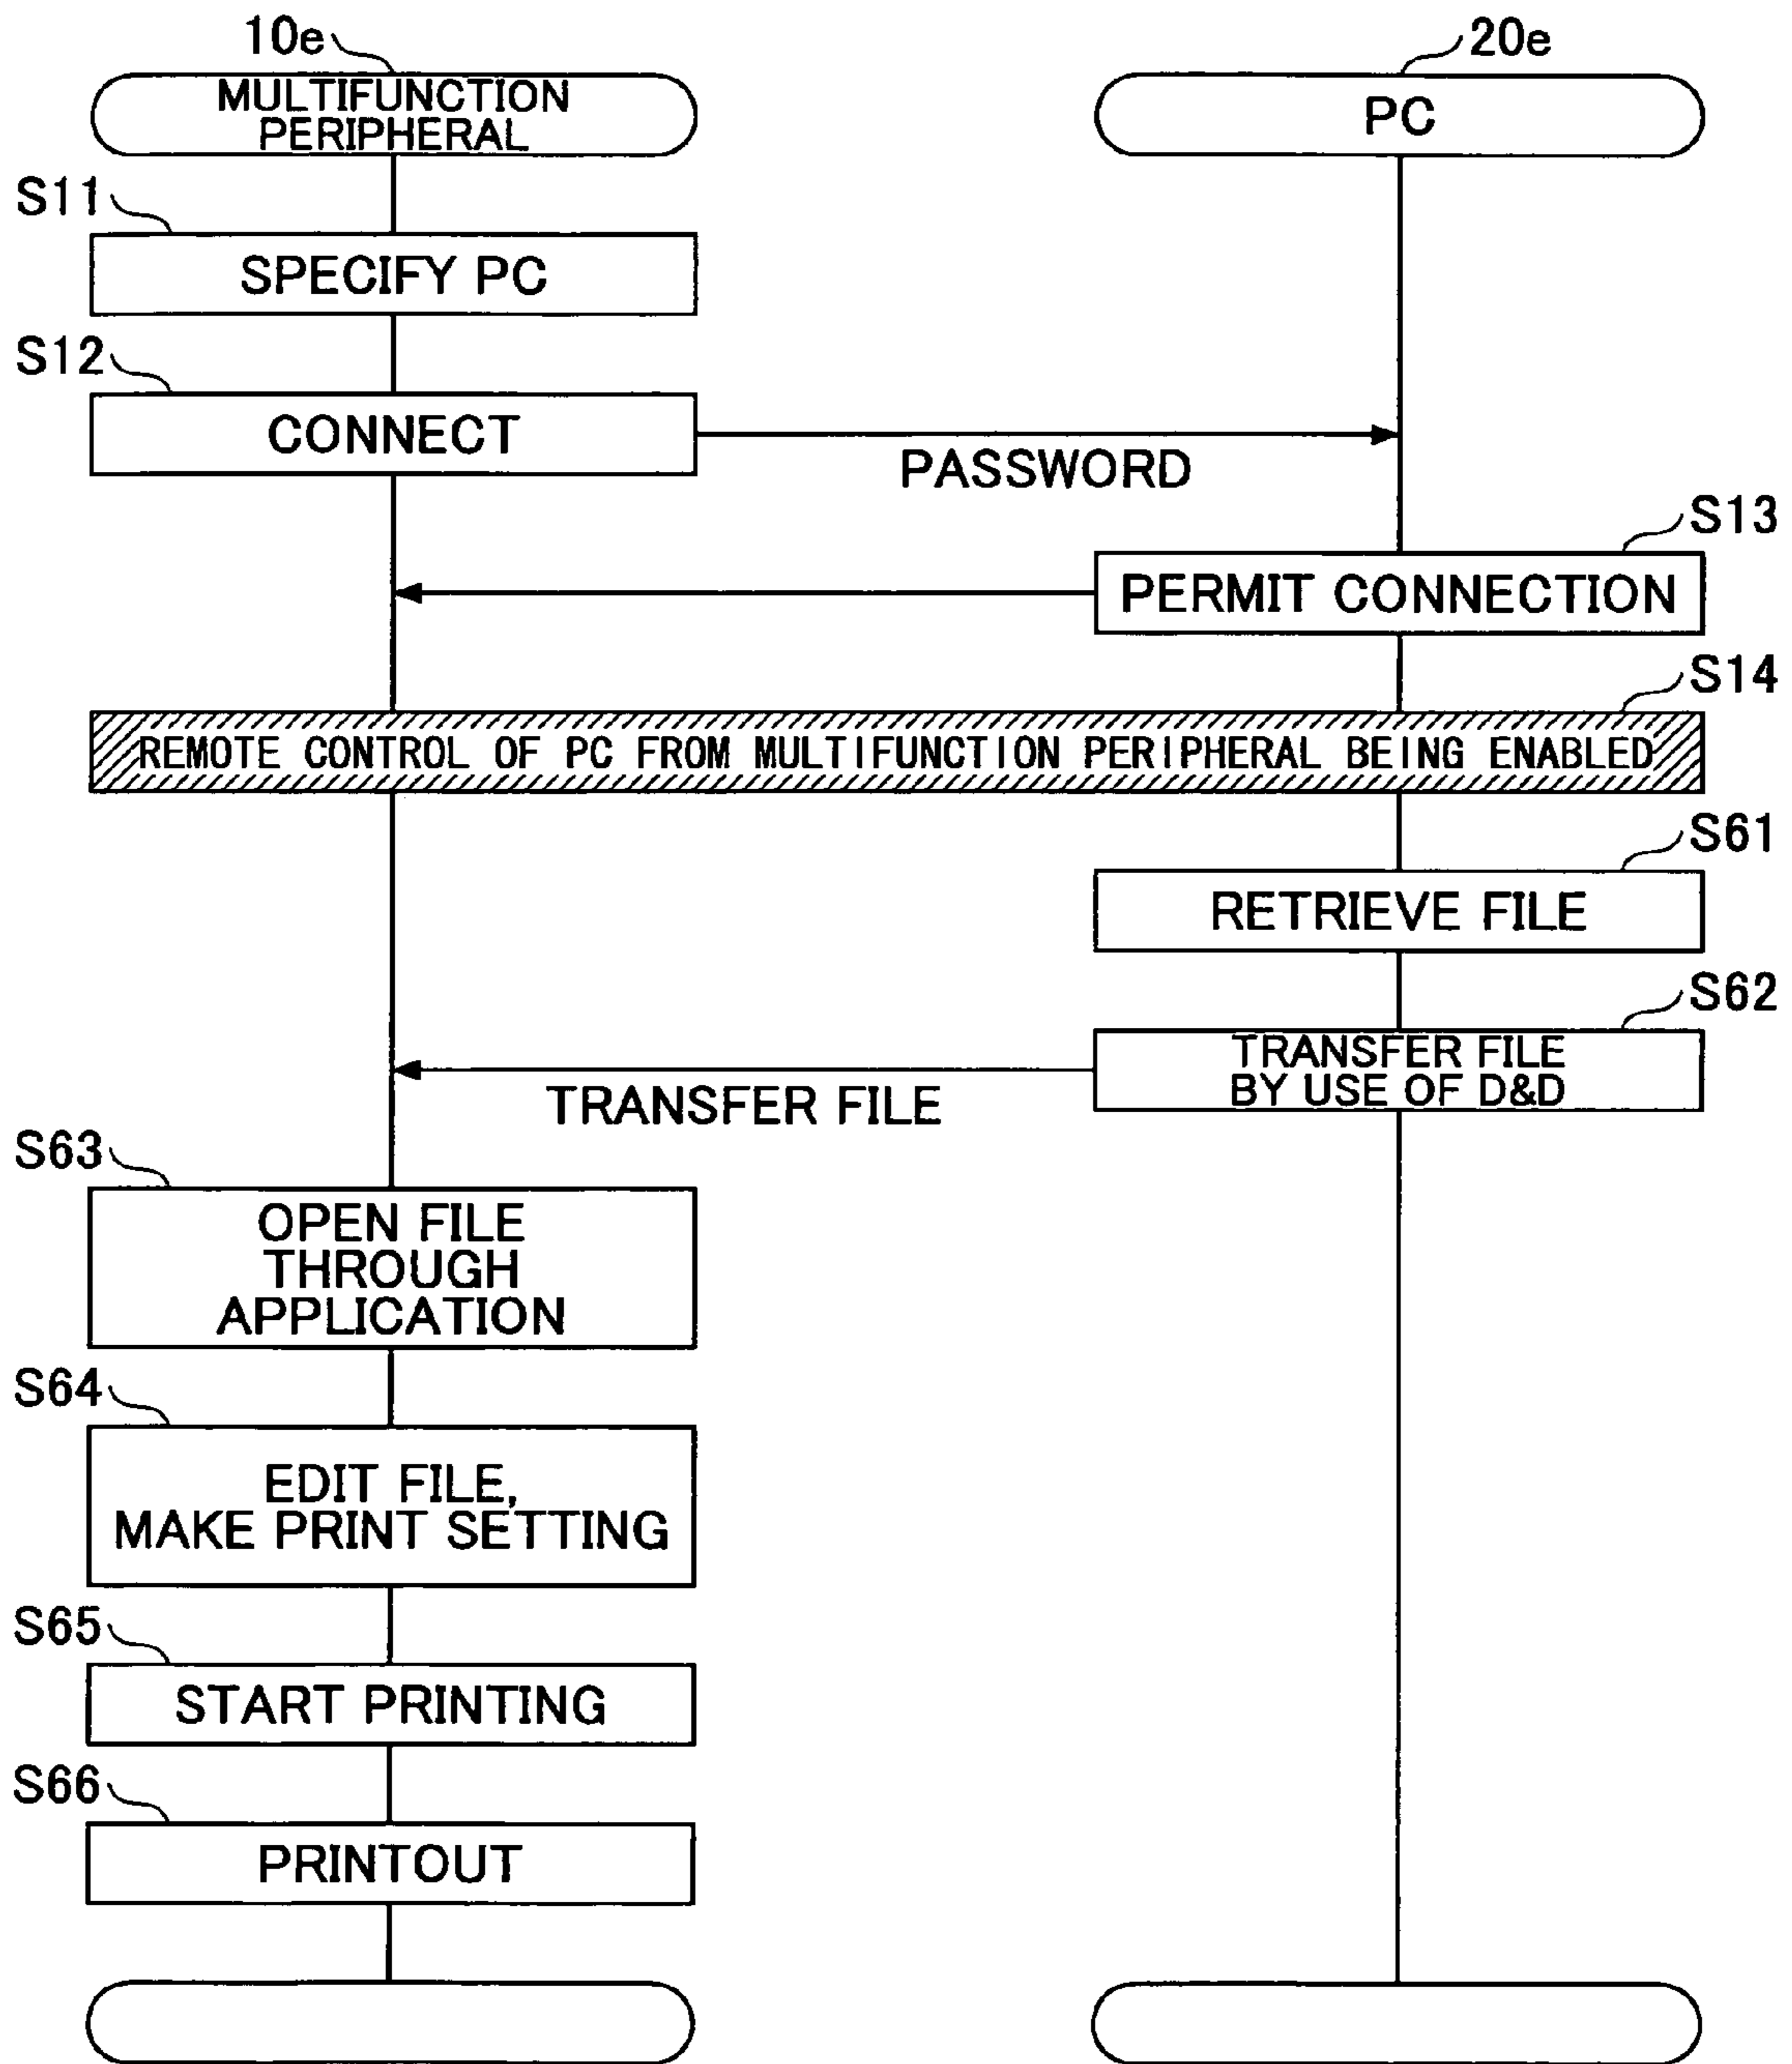 10e
20e
MULTIFUNCTION
PERIPHERAL
PC
S11
SPECIFY PC
S12
CONNECT
PASSWORD
S13
PERMIT CONNECTION
S14
REMOTE CONTROL OF PC FROM MULTIFUNCTION PERIPHERAL BEING ENABLED
S61
RETRIEVE FILE
S62
TRANSFER FILE
BY USE OF D&D
TRANSFER FILE
S63
OPEN FILE
THROUGH
APPLICATION
S64
EDIT FILE,
MAKE PRINT SETTING
S65
START PRINTING
S66
PRINTOUT